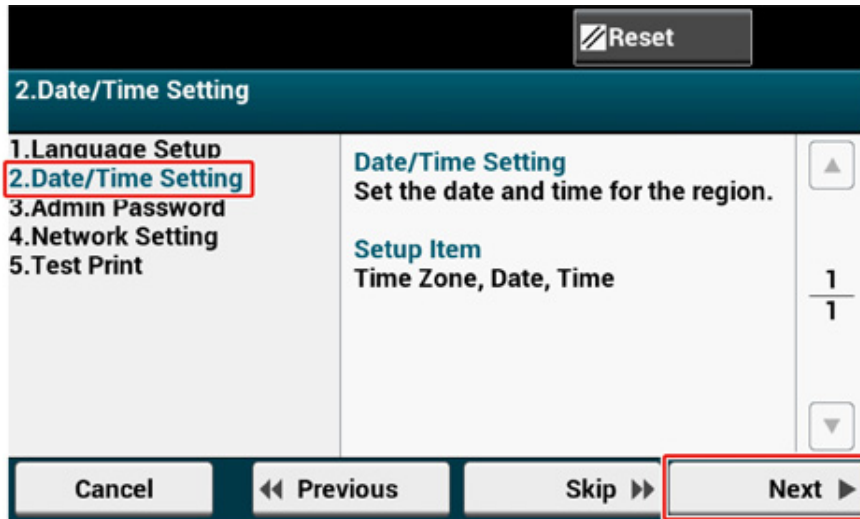 Reset
2.Date/Time Setting
1.Language Setup
2.Date/Time Setting
3.Admin Password
4.Network Setting
5.Test Print
Date/Time Setting
Set the date and time for the region.
Setup Item
Time Zone, Date, Time
1
1
Cancel
Previous
Skip
Next